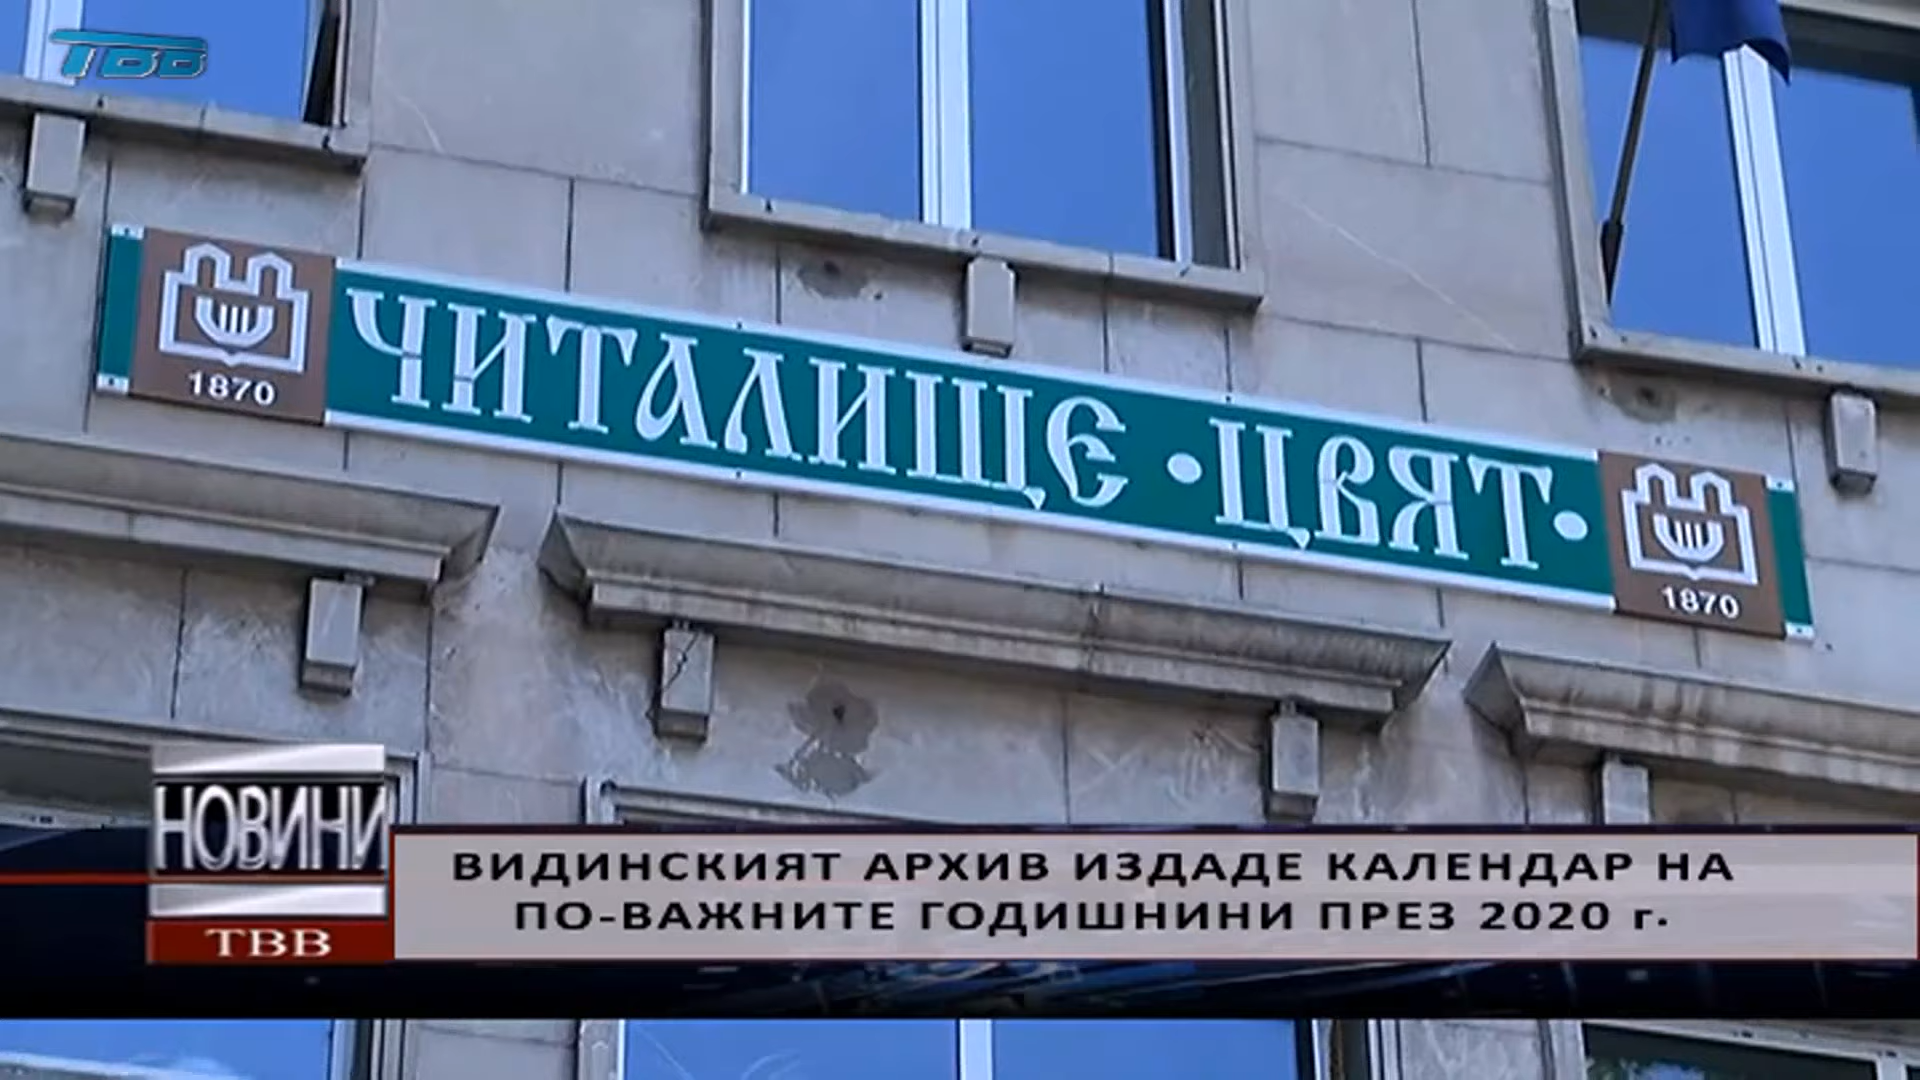 ТВВ
1870
ЧИТАЛИЩЕ •ЦВЯТ•
1870
НОВИНИ
ТВВ
ВИДИНСКИЯТ АРХИВ ИЗДАДЕ КАЛЕНДАР НА
ПО-ВАЖНИТЕ ГОДИШНИНИ ПРЕЗ 2020 г.